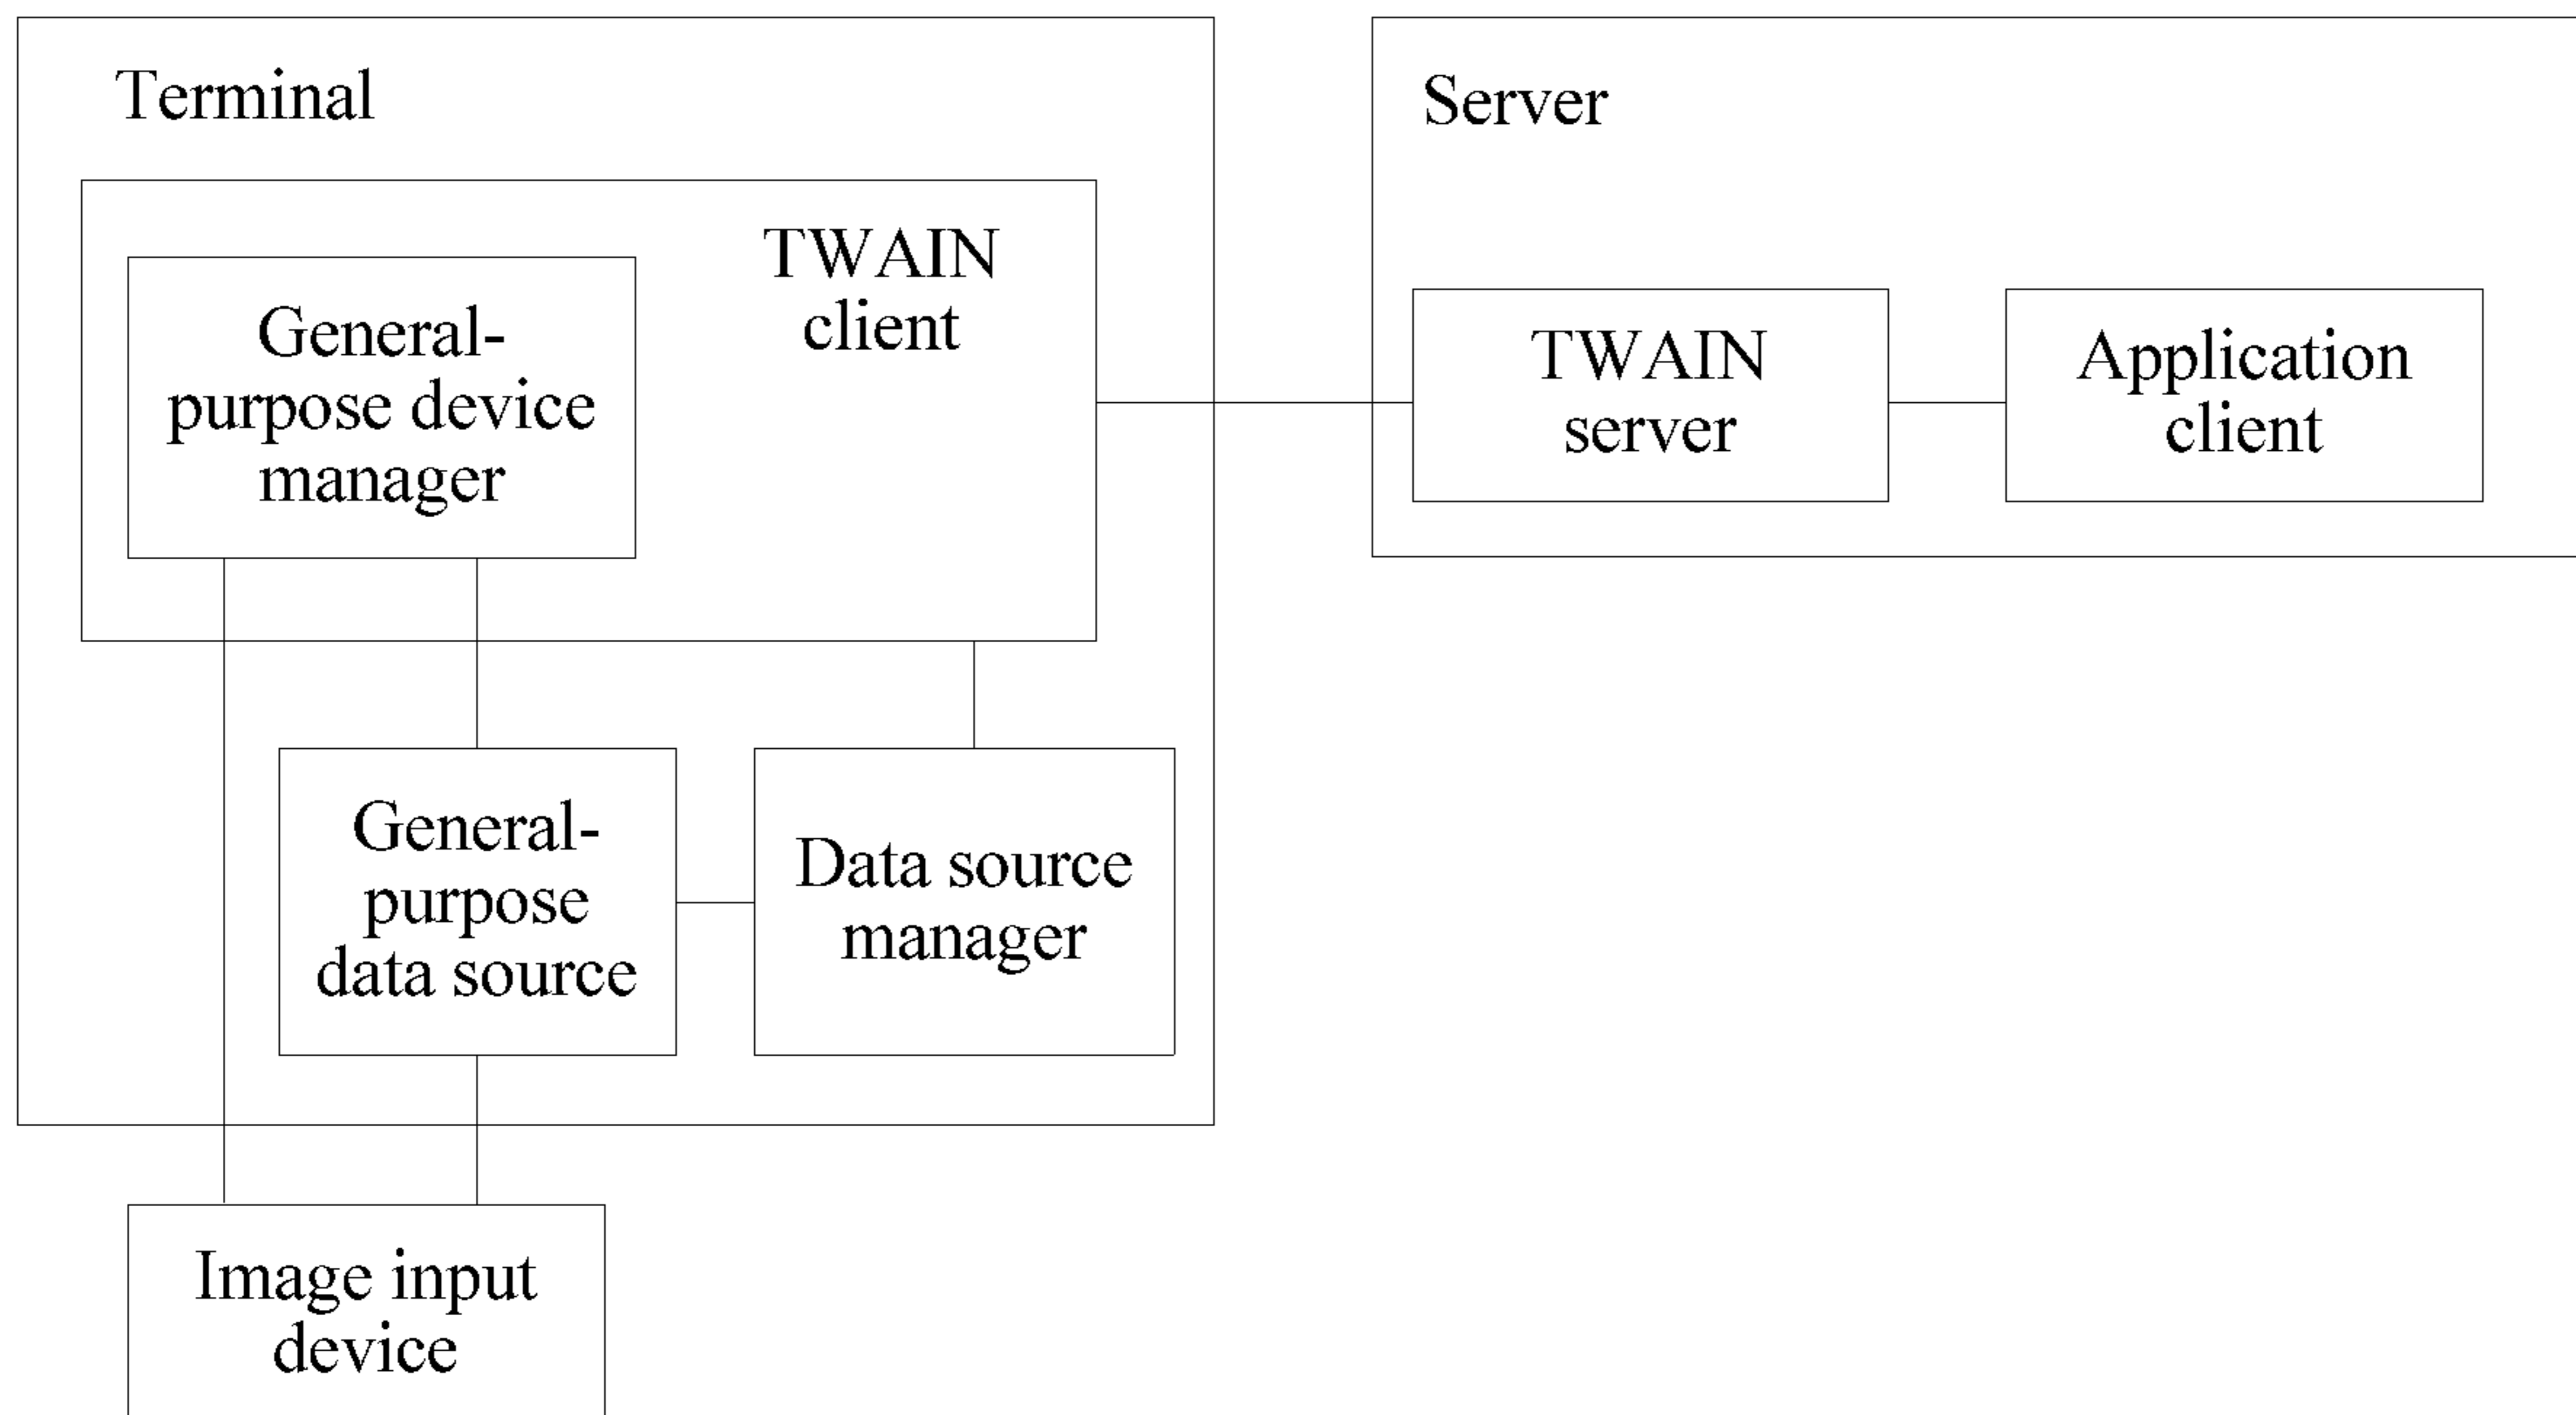 Terminal
TWAIN
client
General-
purpose device
manager
General-
purpose
data source
Data source
manager
Image input
device
Server
TWAIN
server
Application
client